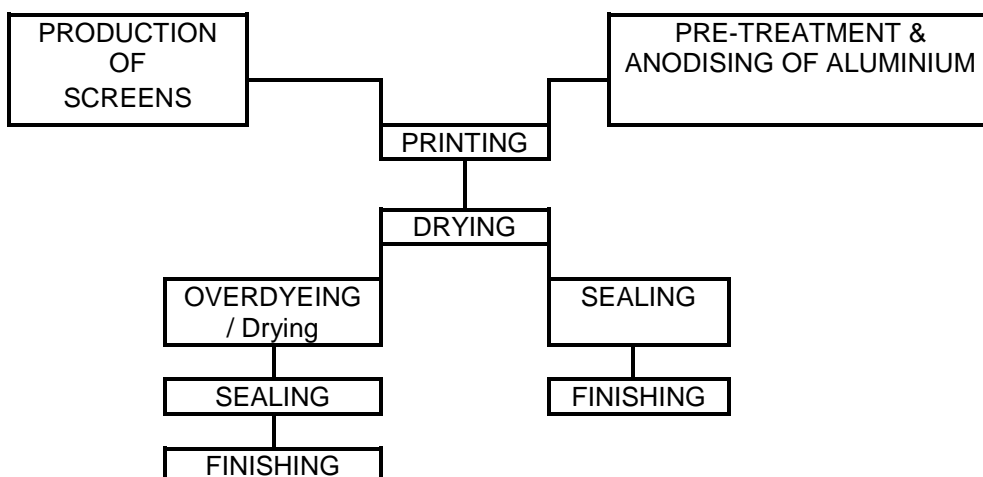 PRODUCTION
OF
SCREENS
PRE-TREATMENT &
ANODISING OF ALUMINIUM
PRINTING
DRYING
OVERDYEING
/ Drying
SEALING
SEALING
FINISHING
FINISHING